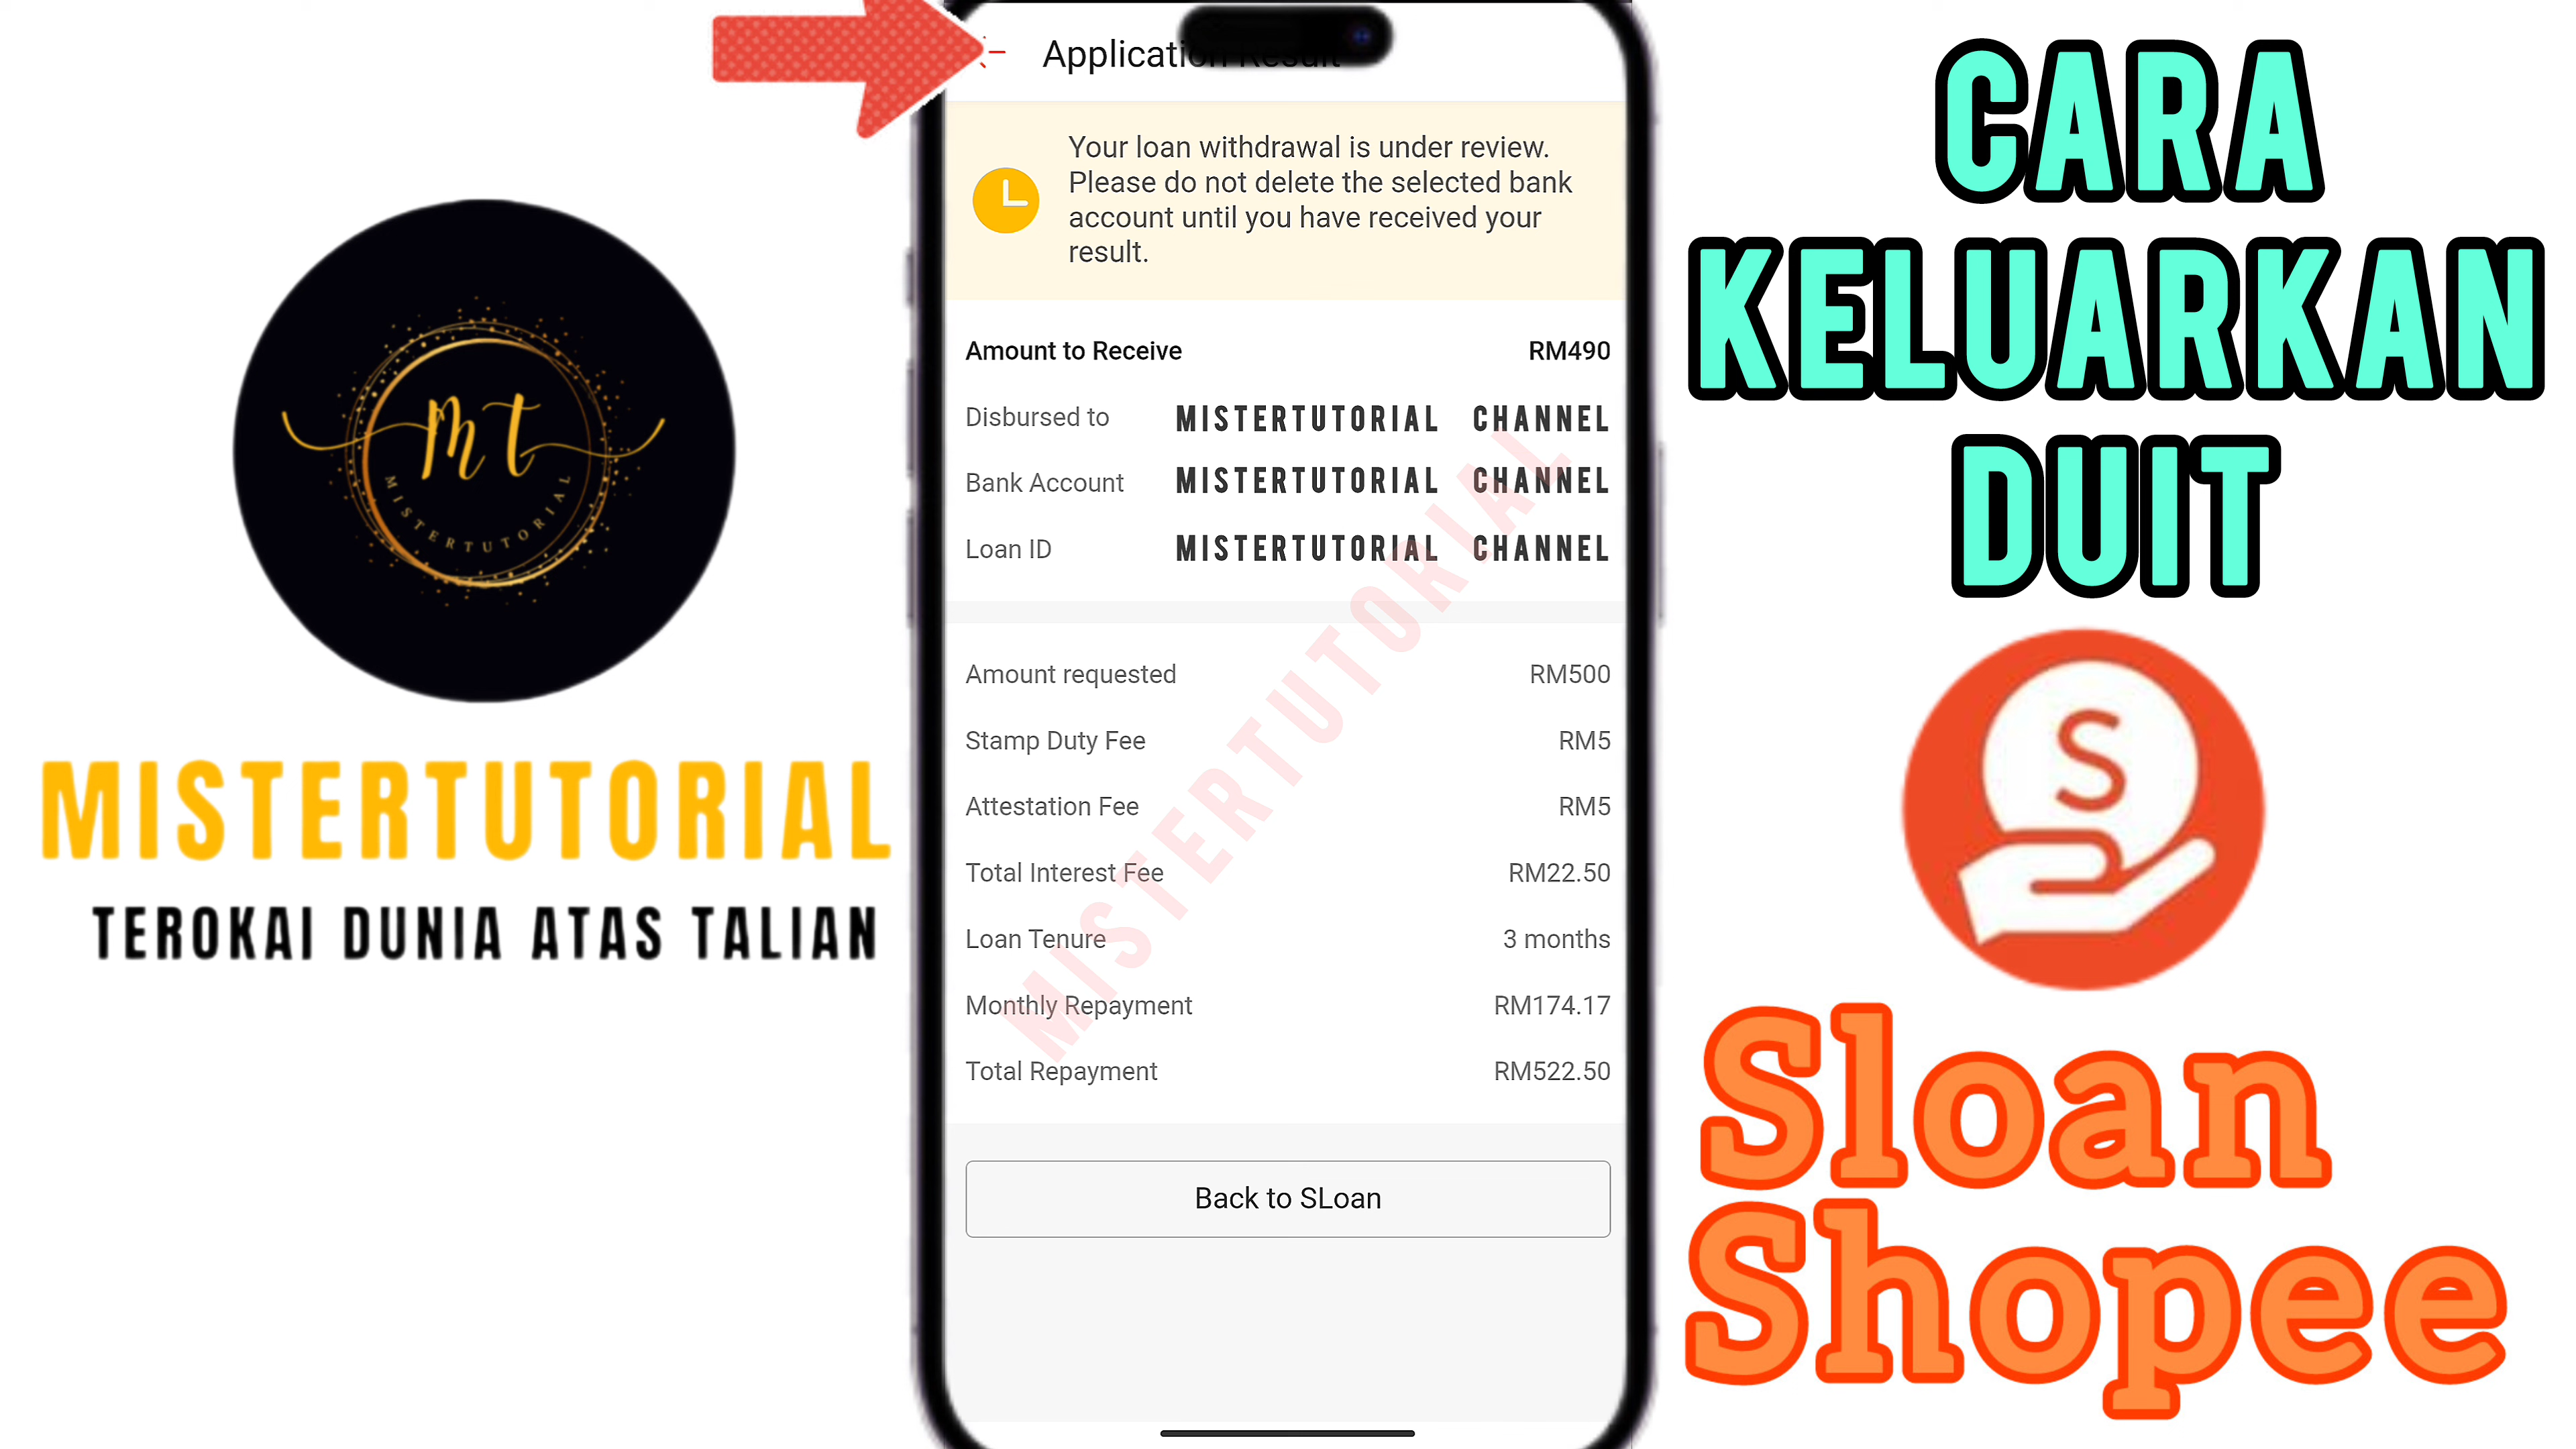 Mt
MISTERTUTORIAL
MISTERTUTORIAL
TEROKAI DUNIA ATAS TALIAN
Application Result
Your loan withdrawal is under review.
Please do not delete the selected bank
account until you have received your
result.
Amount to Receive RM490
Disbursed to MISTERTUTORIAL CHANNEL
Bank Account MISTERTUTORIAL CHANNEL
Loan ID MISTERTUTORIAL CHANNEL
Amount requested RM500
Stamp Duty Fee RM5
Attestation Fee RM5
Total Interest Fee RM22.50
Loan Tenure 3 months
Monthly Repayment RM174.17
Total Repayment RM522.50
MISTERTUTORIAL
Back to SLoan
CARA
KELUARKAN
DUIT
S
Sloan
Shopee